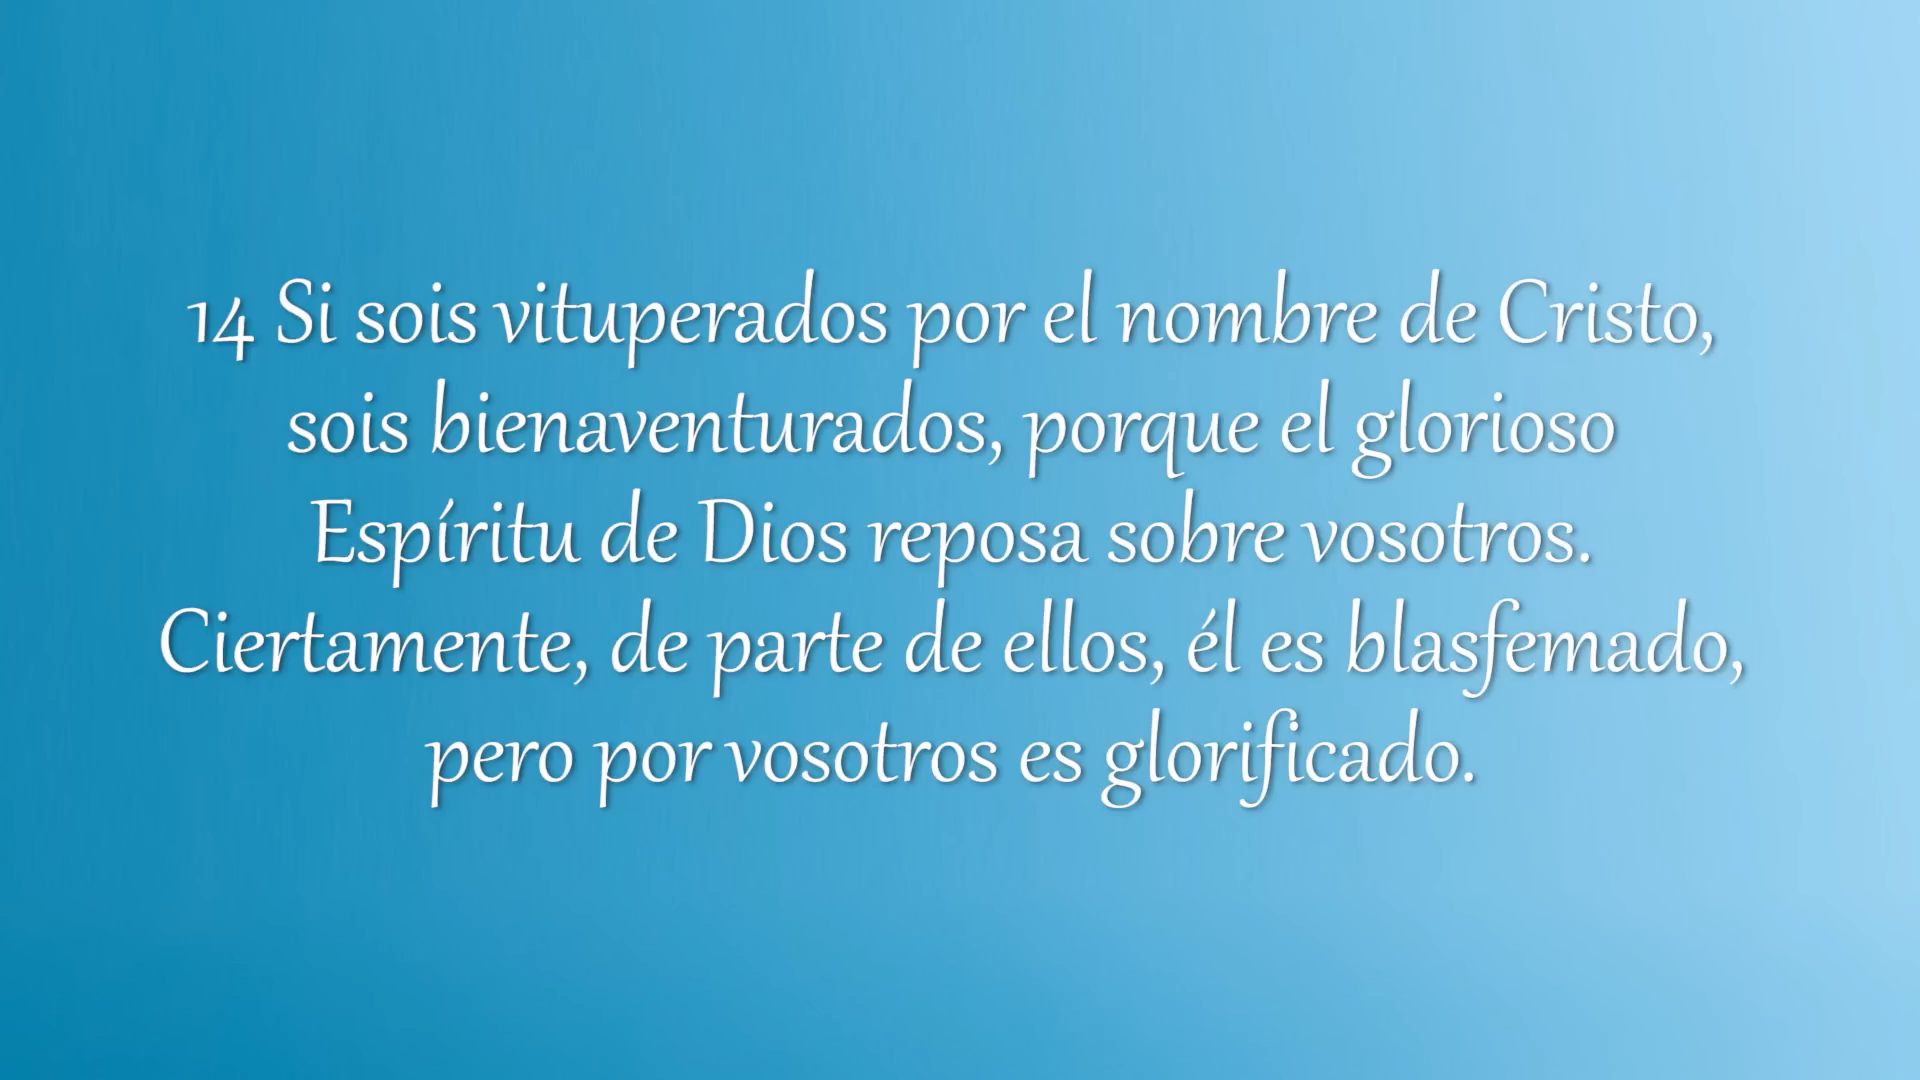 14 Si sois vituperados por el nombre de Cristo,
sois bienaventurados, porque el glorioso
Espíritu de Dios reposa sobre vosotros.
Ciertamente, de parte de ellos, él es blasfemado,
pero por vosotros es glorificado.